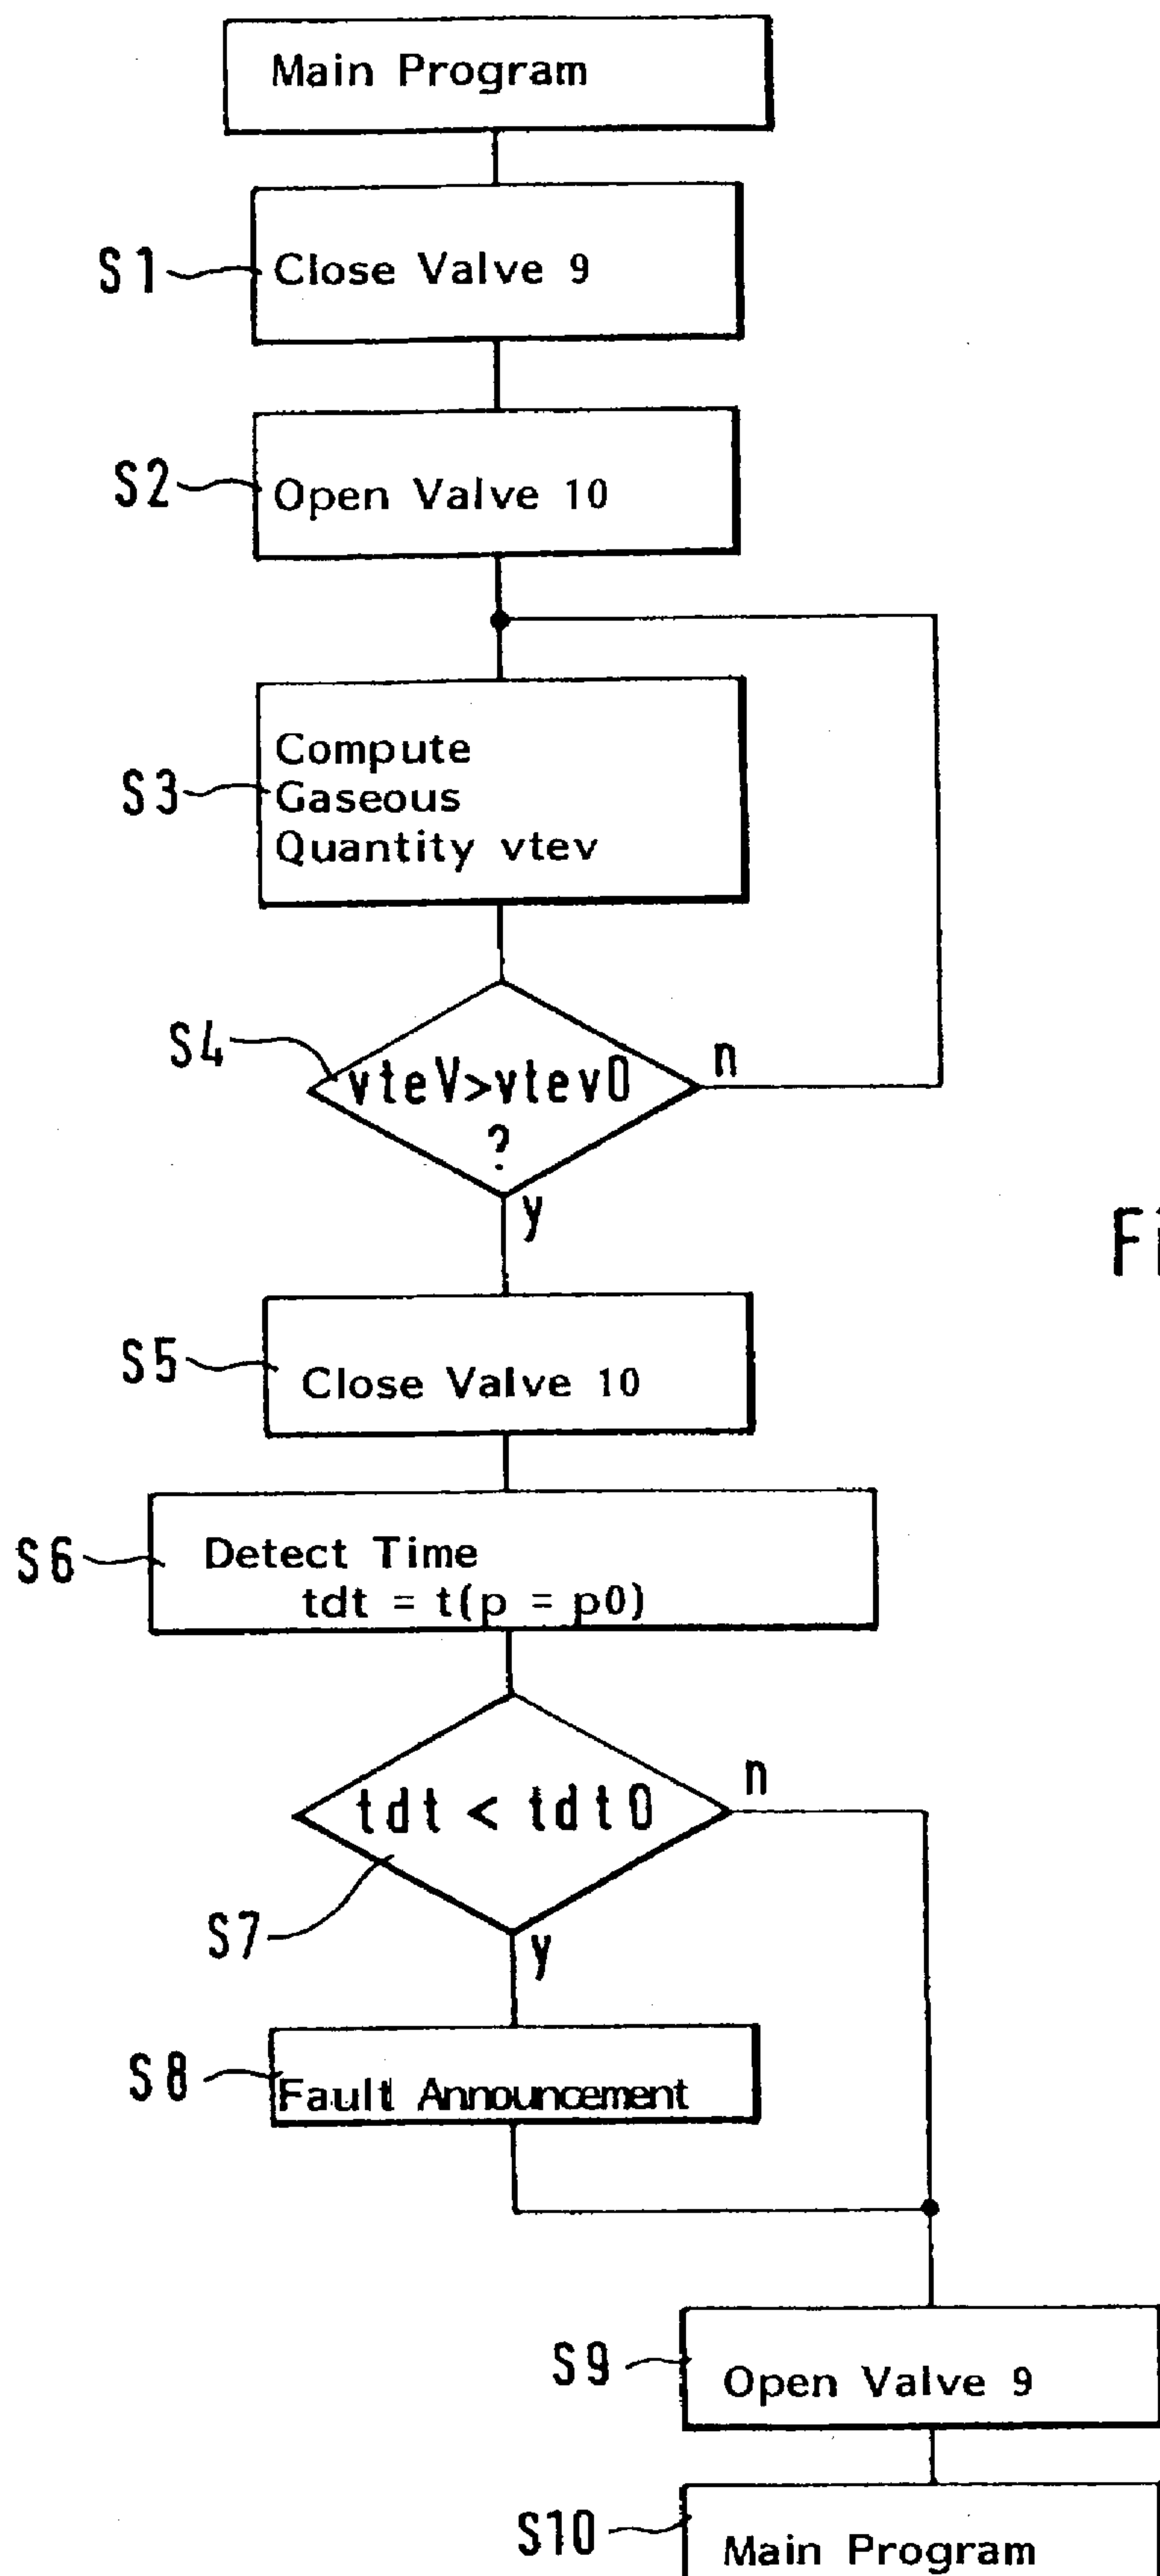 Main Program
S1
Close Valve 9
S2
Open Valve 10
S3
Compute
Gaseous
Quantity vtev
S4
vteV>vtev0
?
n
y
S5
Close Valve 10
S6
Detect Time
tdt = t(p = p0)
tdt < tdt0
n
S7
y
S8
Fault Announcement
S9
Open Valve 9
S10
Main Program